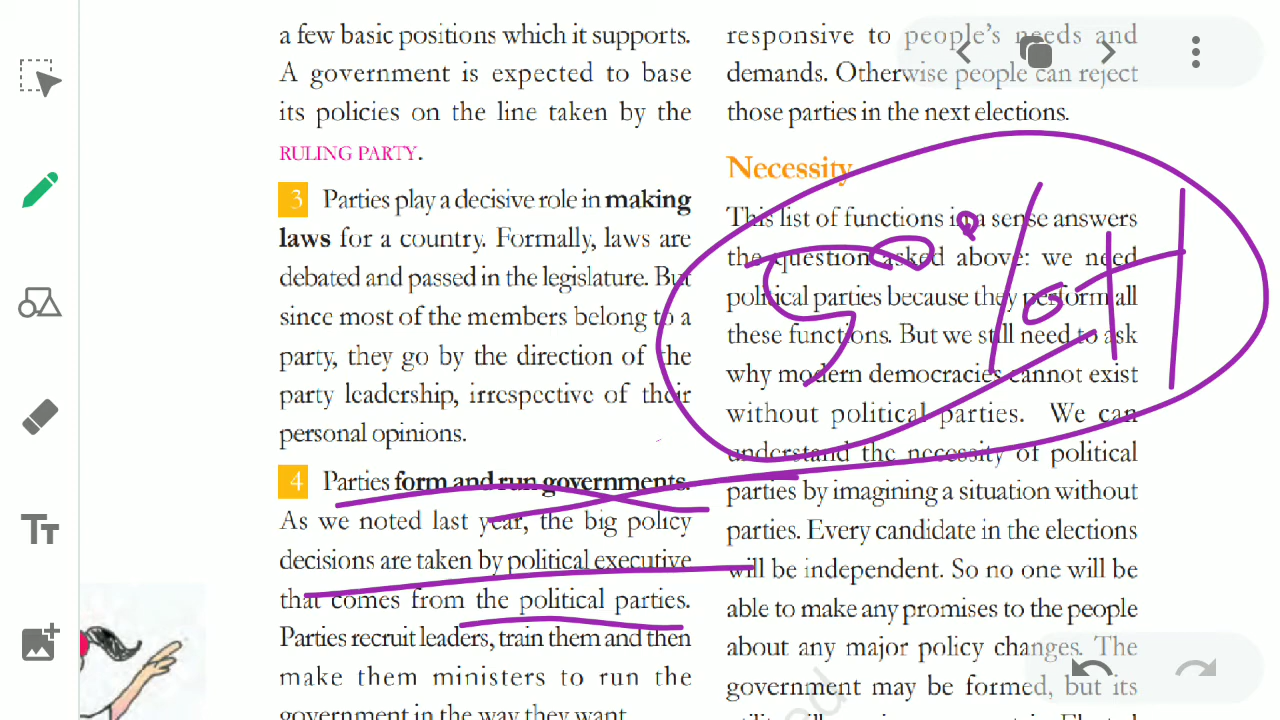 a few basic positions which it supports.
A government is expected to base
its policies on the line taken by the
RULING PARTY.
3 Parties play a decisive role in making
laws for a country. Formally, laws are
debated and passed in the legislature. But
since most of the members belong to a
party, they go by the direction of the
party leadership, irrespective of their
personal opinions.
4 Parties form and run governments.
As we noted last year, the big policy
decisions are taken by political executive
that comes from the political parties.
Parties recruit leaders, train them and then
make them ministers to run the
government in the way they want.
responsive to people's needs and
demands. Otherwise people can reject
those parties in the next elections.
Necessity
This list of functions in a sense answers
the question asked above: we need
political parties because they perform all
these functions. But we still need to ask
why modern democracies cannot exist
without political parties. We can
understand the necessity of political
parties by imagining a situation without
parties. Every candidate in the elections
will be independent. So no one will be
able to make any promises to the people
about any major policy changes. The
government may be formed, but its
Tт